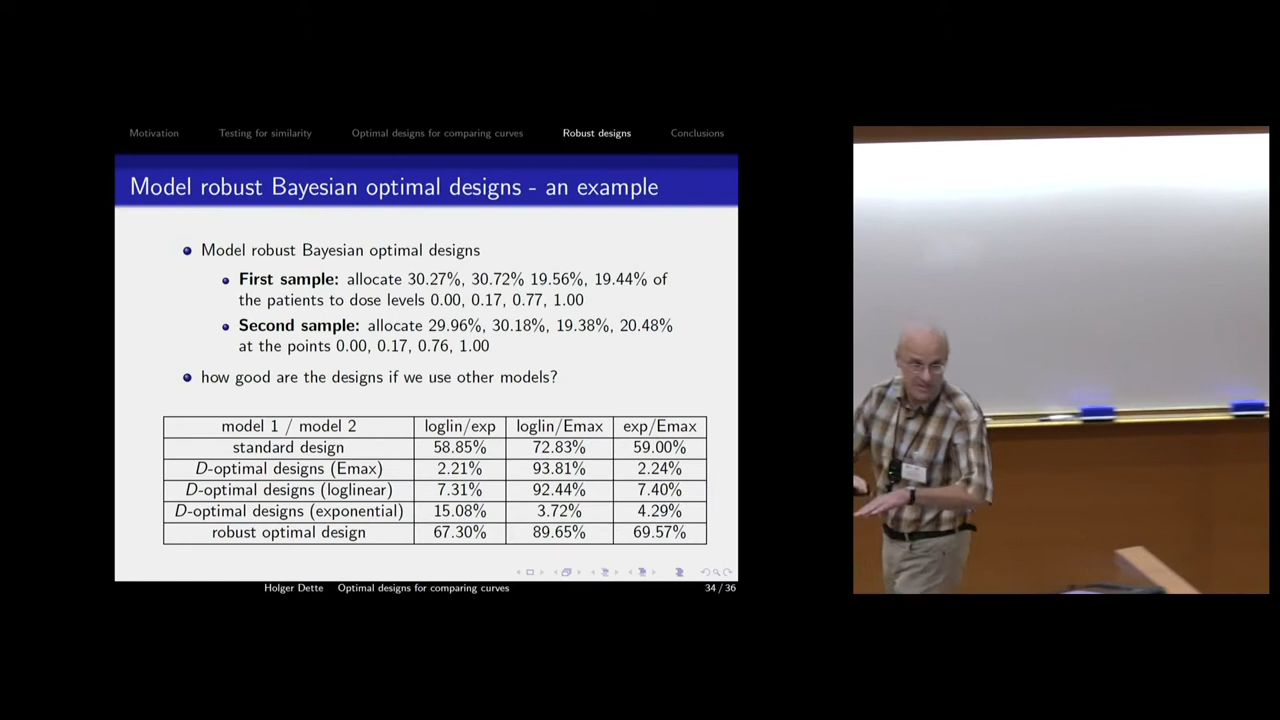 Motivation Testing for similarity Optimal designs for comparing curves Robust designs Conclusions
Model robust Bayesian optimal designs - an example
Model robust Bayesian optimal designs
First sample: allocate 30.27%, 30.72% 19.56%, 19.44% of
the patients to dose levels 0.00, 0.17, 0.77, 1.00
Second sample: allocate 29.96%, 30.18%, 19.38%, 20.48%
at the points 0.00, 0.17, 0.76, 1.00
how good are the designs if we use other models?
model 1 / model 2 loglin/exp loglin/Emax exp/Emax
standard design 58.85% 72.83% 59.00%
D-optimal designs (Emax) 2.21% 93.81% 2.24%
D-optimal designs (loglinear) 7.31% 92.44% 7.40%
D-optimal designs (exponential) 15.08% 3.72% 4.29%
robust optimal design 67.30% 89.65% 69.57%
Holger Dette Optimal designs for comparing curves 34 / 36